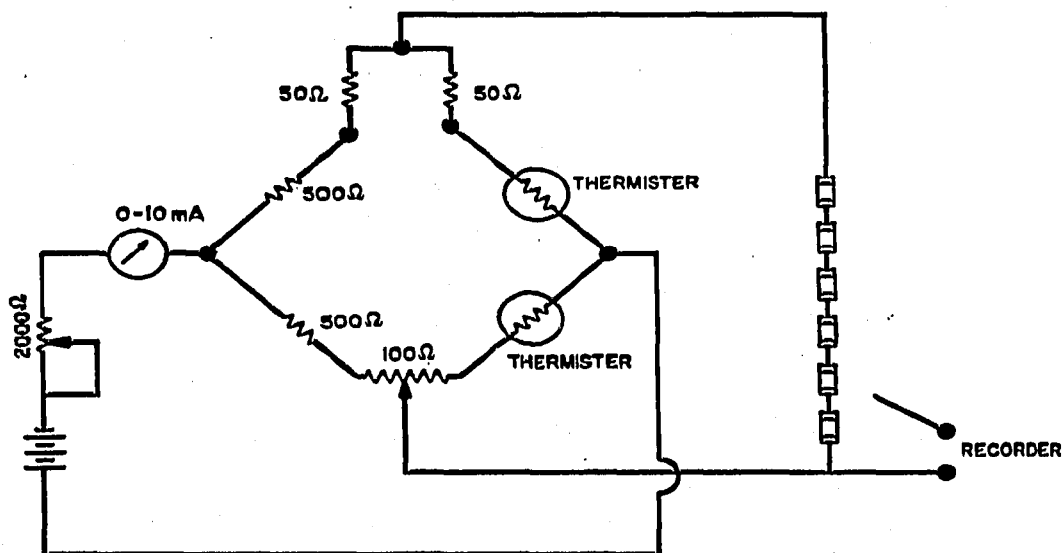 50Ω
50Ω
500Ω
THERMISTER
0-10 mA
2000Ω
500Ω
100Ω
THERMISTER
RECORDER